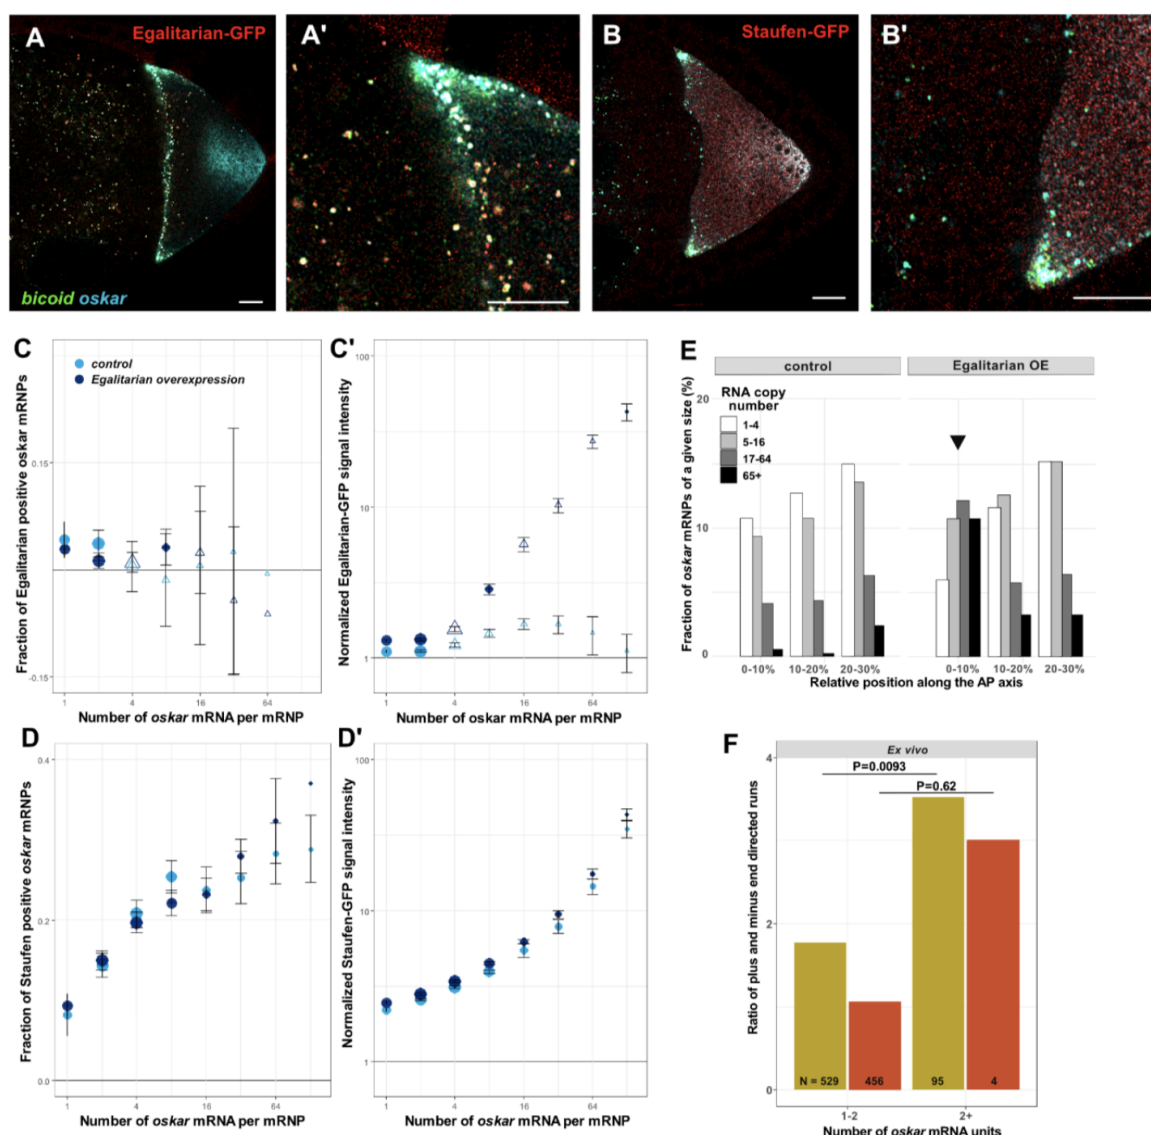 A
Egalitarian-GFP
bicoid oskar
A'
B
Staufen-GFP
B'
C
control
Egalitarian overexpression
Fraction of Egalitarian positive oskar mRNPs
0.15
-0.15
1
4
16
64
Number of oskar mRNA per mRNP
C'
Normalized Egalitarian-GFP signal intensity
100
10
1
1
4
16
64
Number of oskar mRNA per mRNP
E
control
Egalitarian OE
Fraction of oskar mRNPs of a given size (%)
20
10
0
RNA copy
number
1-4
5-16
17-64
65+
0-10%
10-20%
20-30%
0-10%
10-20%
20-30%
Relative position along the AP axis
D
Fraction of Staufen positive oskar mRNPs
0.4
0.2
0.0
1
4
16
64
Number of oskar mRNA per mRNP
D'
Normalized Staufen-GFP signal intensity
100
10
1
1
4
16
64
Number of oskar mRNA per mRNP
F
Ex vivo
Ratio of plus and minus end directed runs
4
2
0
P=0.0093
P=0.62
N = 529
456
95
4
1-2
2+
Number of oskar mRNA units